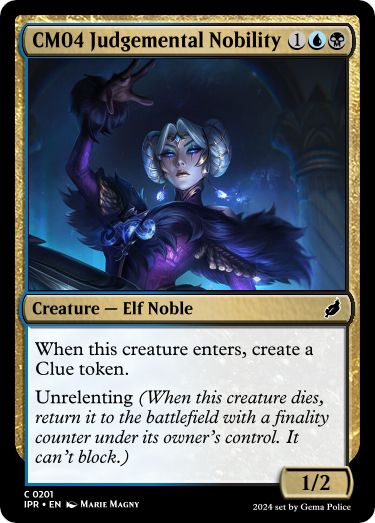 CM04 Judgemental Nobility 1
Creature — Elf Noble
When this creature enters, create a
Clue token.
Unrelenting (When this creature dies,
return it to the battlefield with a finality
counter under its owner's control. It
can't block.)
1/2
C 0201
IPR • EN Marie Magny
2024 set by Gema Police